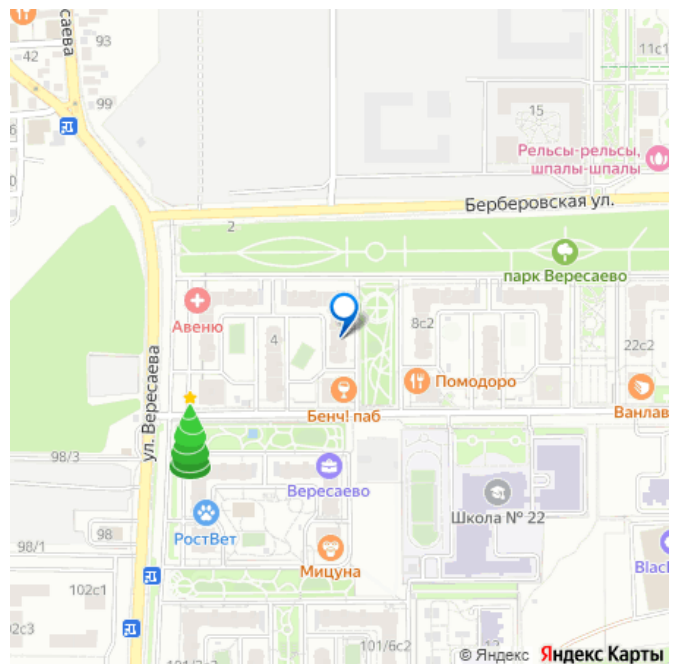 саева
93
42
11с1
99
15
Рельсы-рельсы,
шпалы-шпалы
Берберовская ул.
2
парк Вересаево
Авеню
8с2
4
22с2
ул. Вересаева
Помодоро
Бенч! паб
Ванлав
98/3
Вересаево
Школа № 22
РостВет
98
98/1
Мицуна
Blac
102с1
2с3
101/6с2
© Яндекс
Яндекс Карты